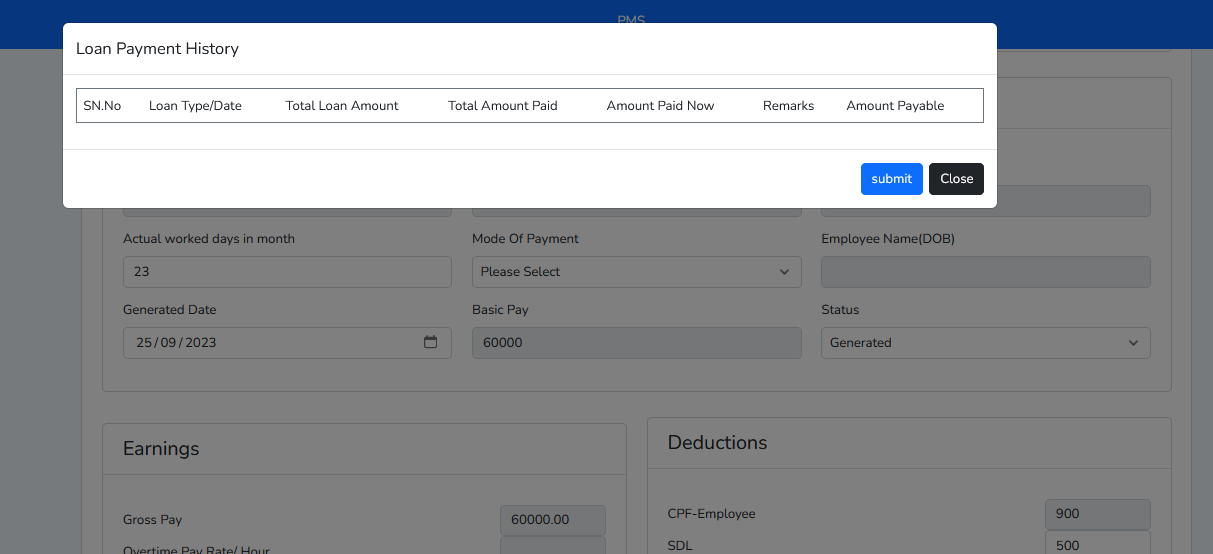 PMS
Loan Payment History
SN.No Loan Type/Date Total Loan Amount Total Amount Paid Amount Paid Now Remarks Amount Payable
submit Close
Actual worked days in month Mode Of Payment Employee Name(DOB)
23 Please Select
Generated Date Basic Pay Status
25/09/2023 60000 Generated
Earnings
Deductions
Gross Pay 60000.00
CPF-Employee 900
Overtime Pay Rate/ Hour
SDL 500